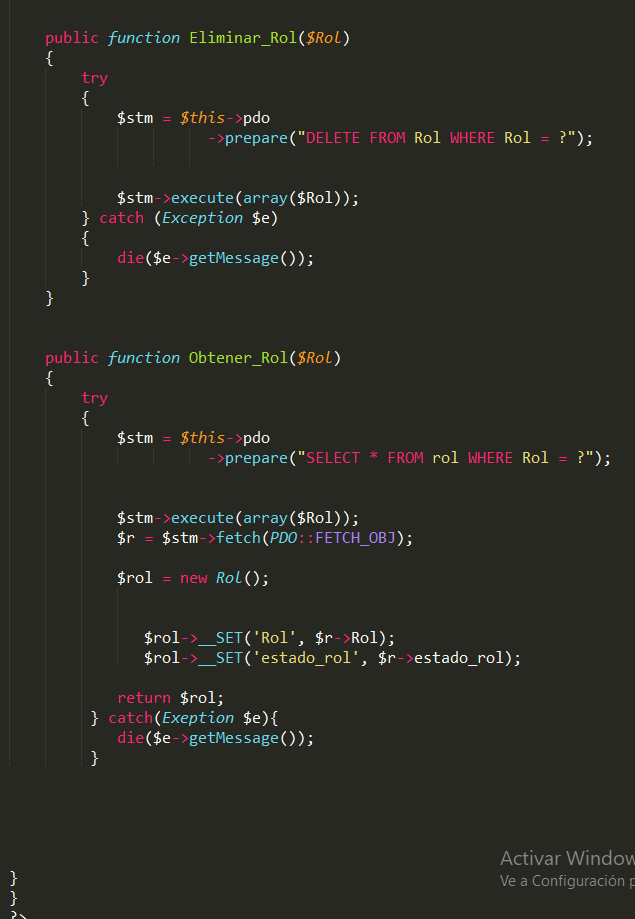 public function Eliminar_Rol($Rol)
{
try
{
$stm = $this->pdo
->prepare("DELETE FROM Rol WHERE Rol = ?");
$stm->execute(array($Rol));
} catch (Exception $e)
{
die($e->getMessage());
}
}
public function Obtener_Rol($Rol)
{
try
{
$stm = $this->pdo
->prepare("SELECT * FROM rol WHERE Rol = ?");
$stm->execute(array($Rol));
$r = $stm->fetch(PDO::FETCH_OBJ);
$rol = new Rol();
$rol->__SET('Rol', $r->Rol);
$rol->__SET('estado_rol', $r->estado_rol);
return $rol;
} catch(Exeption $e){
die($e->getMessage());
}
Activar Window
Ve a Configuración p
}
}
?>